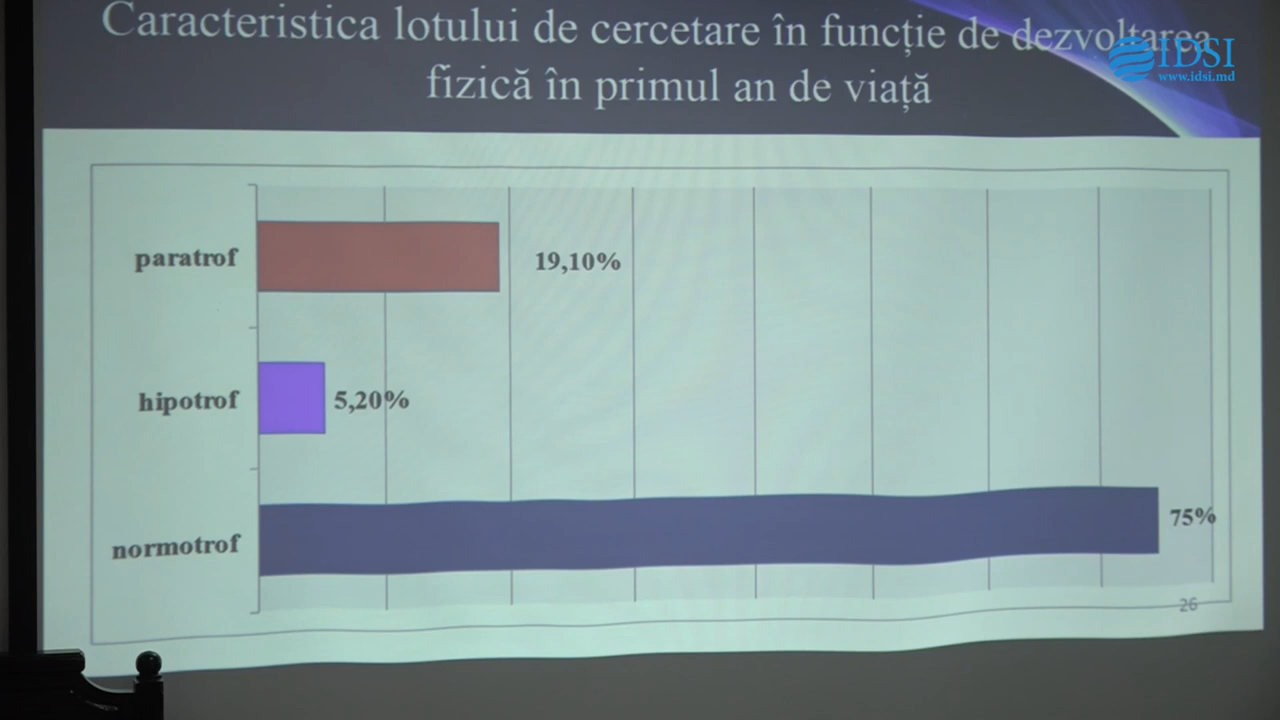 Caracteristica lotului de cercetare în funcție de dezvoltarea
fizică în primul an de viață
IDSI
www.idsi.md
paratrof
19,10%
hipotrof
5,20%
normotrof
75%
26